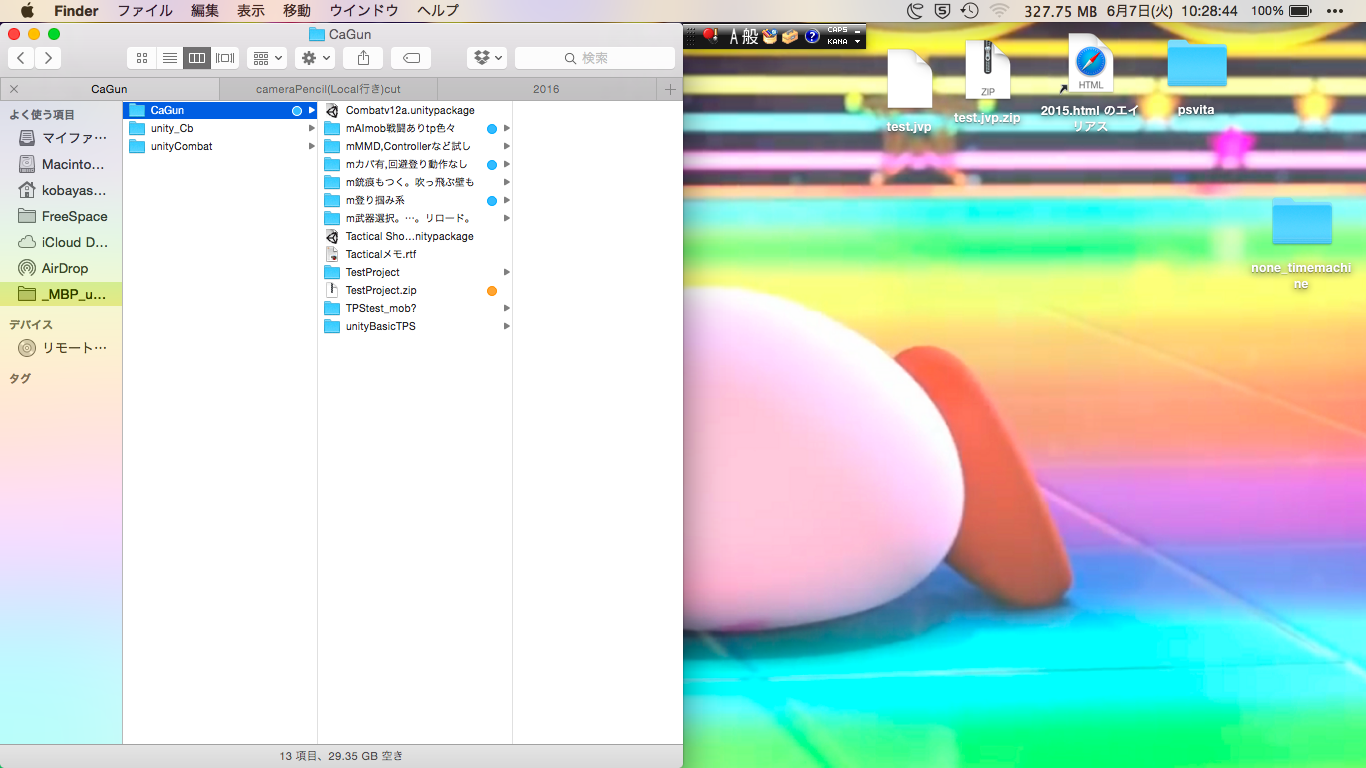 Finder ファイル 編集 表示 移動 ウインドウ ヘルプ 327.75 MB 6月7日(火) 10:28:44 100%
CaGun
検索
CaGun cameraPencil(Local行き)cut 2016
よく使う項目
マイファ…
Macinto…
kobayas…
FreeSpace
iCloud D…
AirDrop
_MBP_u…
デバイス
リモート…
タグ
CaGun
unity_Cb
unityCombat
Combatv12a.unitypackage
mAImob戦闘ありtp色々
mMMD,Controllerなど試し
mカバ有,回避登り動作なし
m銃痕もつく。吹っ飛ぶ壁も
m登り掴み系
m武器選択。…。リロード。
Tactical Sho…nitypackage
Tacticalメモ.rtf
TestProject
TestProject.zip
TPStest_mob?
unityBasicTPS
13 項目、29.35 GB 空き
A 般 CAPS
KANA
test.jvp
ZIP
test.jvp.zip
HTML
2015.html のエイ
リアス
psvita
none_timemachi
ne